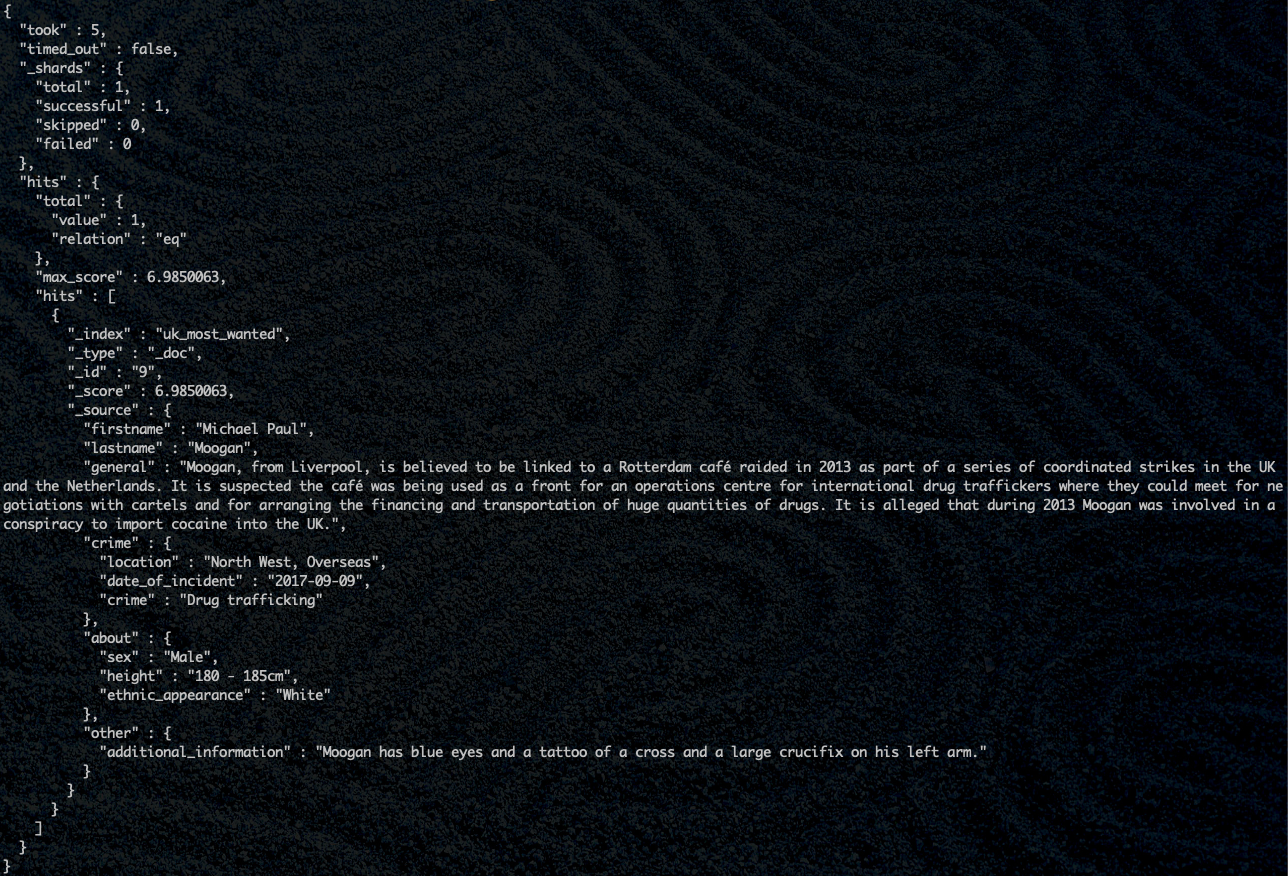 {
  "took" : 5,
  "timed_out" : false,
  "_shards" : {
    "total" : 1,
    "successful" : 1,
    "skipped" : 0,
    "failed" : 0
  },
  "hits" : {
    "total" : {
      "value" : 1,
      "relation" : "eq"
    },
    "max_score" : 6.9850063,
    "hits" : [
      {
        "_index" : "uk_most_wanted",
        "_type" : "_doc",
        "_id" : "9",
        "_score" : 6.9850063,
        "_source" : {
          "firstname" : "Michael Paul",
          "lastname" : "Moogan",
          "general" : "Moogan, from Liverpool, is believed to be linked to a Rotterdam café raided in 2013 as part of a series of coordinated strikes in the UK
and the Netherlands. It is suspected the café was being used as a front for an operations centre for international drug traffickers where they could meet for ne
gotiations with cartels and for arranging the financing and transportation of huge quantities of drugs. It is alleged that during 2013 Moogan was involved in a
conspiracy to import cocaine into the UK.",
          "crime" : {
            "location" : "North West, Overseas",
            "date_of_incident" : "2017-09-09",
            "crime" : "Drug trafficking"
          },
          "about" : {
            "sex" : "Male",
            "height" : "180 - 185cm",
            "ethnic_appearance" : "White"
          },
          "other" : {
            "additional_information" : "Moogan has blue eyes and a tattoo of a cross and a large crucifix on his left arm."
          }
        }
      }
    ]
  }
}